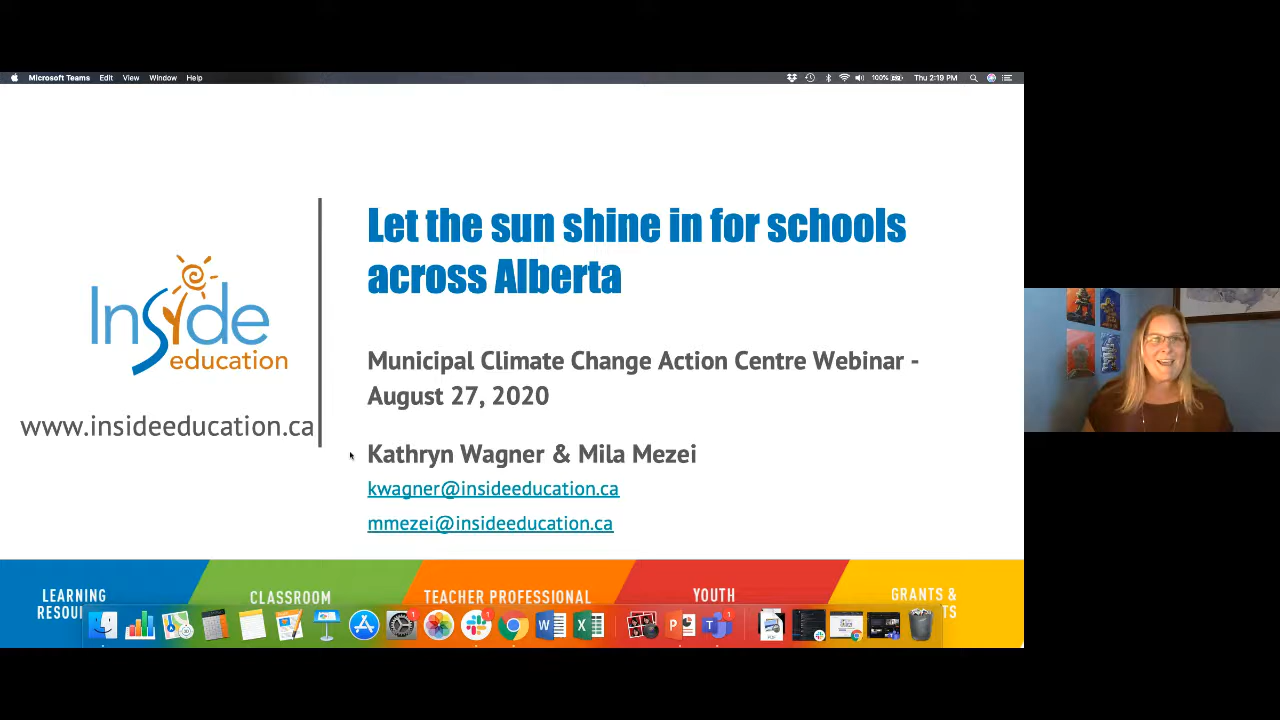 Microsoft Teams Edit View Window Help 100% Thu 2:19 PM
Let the sun shine in for schools
across Alberta
Inside
education
www.insideeducation.ca
Municipal Climate Change Action Centre Webinar -
August 27, 2020
Kathryn Wagner & Mila Mezei
kwagner@insideeducation.ca
mmezei@insideeducation.ca
LEARNING
CLASSROOM
TEACHER PROFESSIONAL
YOUTH
GRANTS &